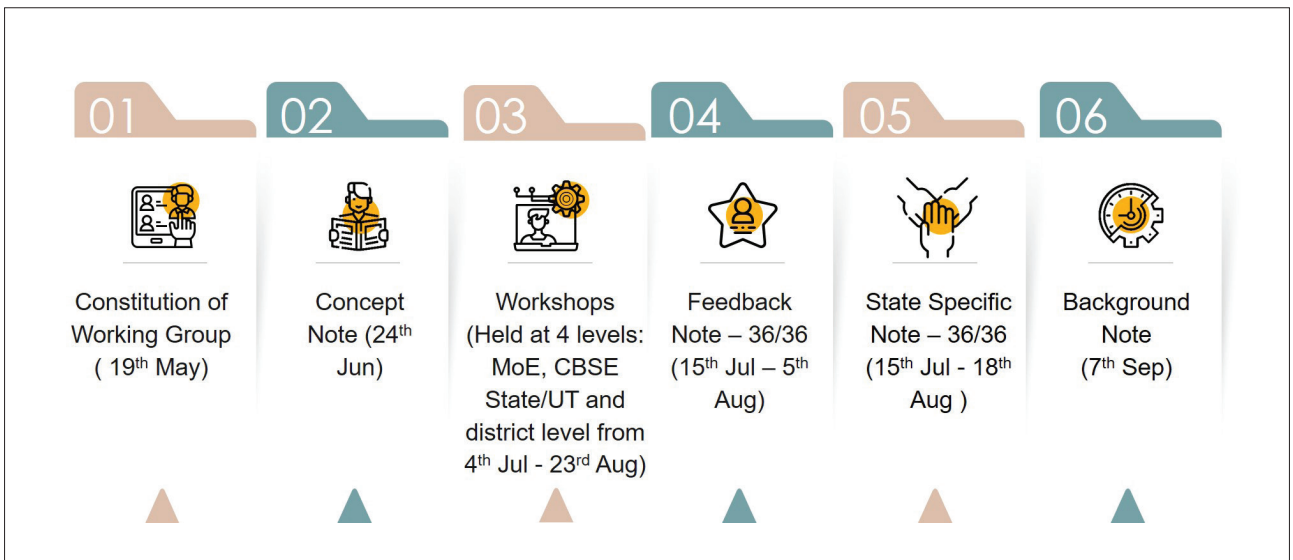 01
Constitution of
Working Group
( 19th May)
02
Concept
Note (24th
Jun)
03
Workshops
(Held at 4 levels:
MoE, CBSE
State/UT and
district level from
4th Jul - 23rd Aug)
04
Feedback
Note – 36/36
(15th Jul – 5th
Aug)
05
State Specific
Note – 36/36
(15th Jul - 18th
Aug )
06
Background
Note
(7th Sep)